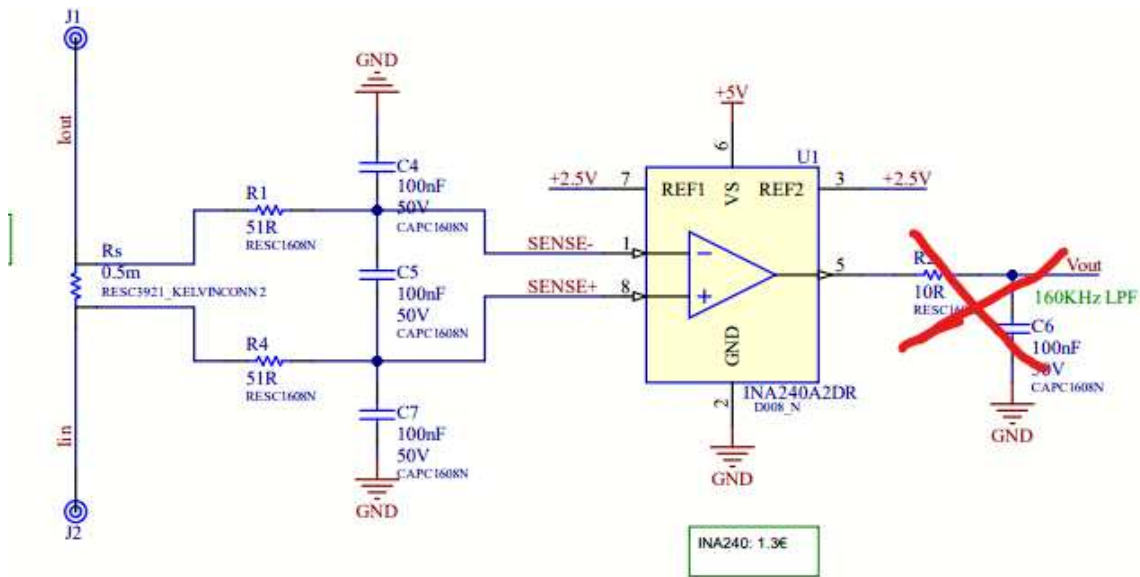 J1
Iout
GND
C4
100nF
50V
CAPC1608N
R1
51R
RESC1608N
Rs
0.5m
RESC3921_KELVINCONN2
C5
100nF
50V
CAPC1608N
R4
51R
RESC1608N
C7
100nF
50V
CAPC1608N
GND
Iin
J2
SENSE-
SENSE+
+5V
6
U1
+2.5V 7 REF1 VS REF2 3 +2.5V
1
8
5
GND
2
INA240A2DR
D008_N
GND
10R
Vout
160KHz LPF
C6
100nF
50V
CAPC1608N
GND
INA240: 1.3€